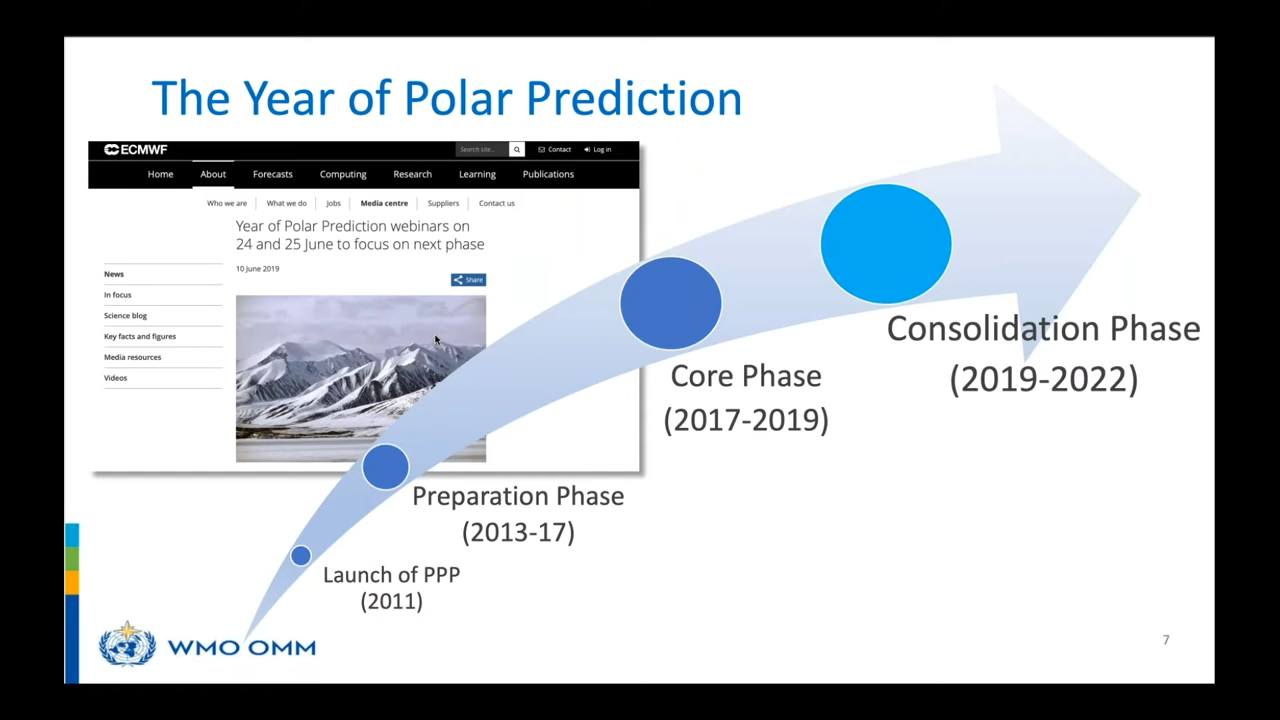 The Year of Polar Prediction
ECMWF
Search site...
Contact
Log in
Home About Forecasts Computing Research Learning Publications
Who we are What we do Jobs Media centre Suppliers Contact us
Year of Polar Prediction webinars on
24 and 25 June to focus on next phase
10 June 2019
Share
News
In focus
Science blog
Key facts and figures
Media resources
Videos
Consolidation Phase
(2019-2022)
Core Phase
(2017-2019)
Preparation Phase
(2013-17)
Launch of PPP
(2011)
WMO OMM
7